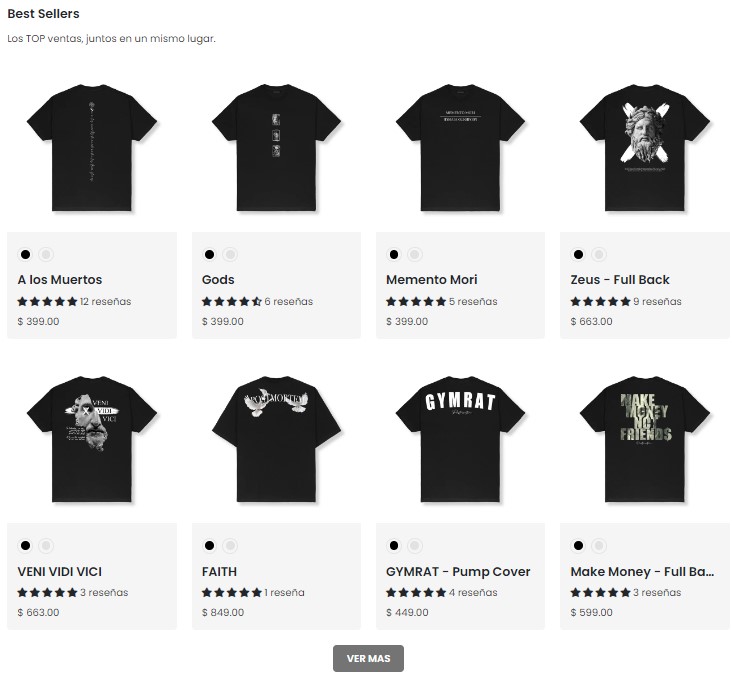 Best Sellers
Los TOP ventas, juntos en un mismo lugar.
MEMENTO MORI
A los Muertos
12 reseñas
$ 399.00
Gods
6 reseñas
$ 399.00
Memento Mori
5 reseñas
$ 399.00
Zeus - Full Back
9 reseñas
$ 663.00
VENI
VIDI
VICI
POSTMORTEM
GYMRAT
MAKE
MONEY
NOT
FRIENDS
VENI VIDI VICI
3 reseñas
$ 663.00
FAITH
1 reseña
$ 849.00
GYMRAT - Pump Cover
4 reseñas
$ 449.00
Make Money - Full Ba...
3 reseñas
$ 599.00
VER MAS